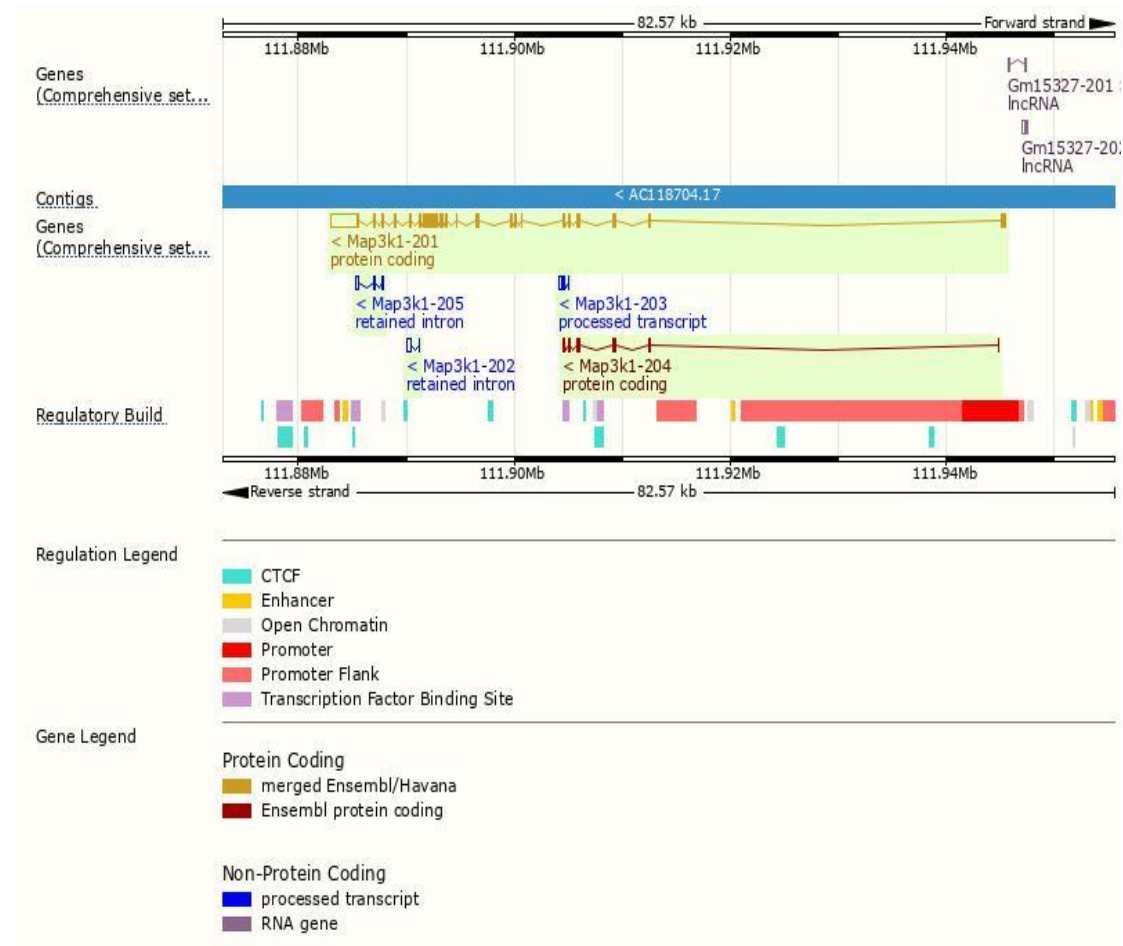 82.57 kb
Forward strand
111.88Mb 111.90Mb 111.92Mb 111.94Mb
Genes
(Comprehensive set...
Gm15327-201
lncRNA
Gm15327-202
lncRNA
Contigs
< AC118704.17
Genes
(Comprehensive set...
< Map3k1-201
protein coding
< Map3k1-205
retained intron
< Map3k1-203
processed transcript
< Map3k1-202
retained intron
< Map3k1-204
protein coding
Regulatory Build
111.88Mb 111.90Mb 111.92Mb 111.94Mb
Reverse strand
82.57 kb
Regulation Legend
CTCF
Enhancer
Open Chromatin
Promoter
Promoter Flank
Transcription Factor Binding Site
Gene Legend
Protein Coding
merged Ensembl/Havana
Ensembl protein coding
Non-Protein Coding
processed transcript
RNA gene